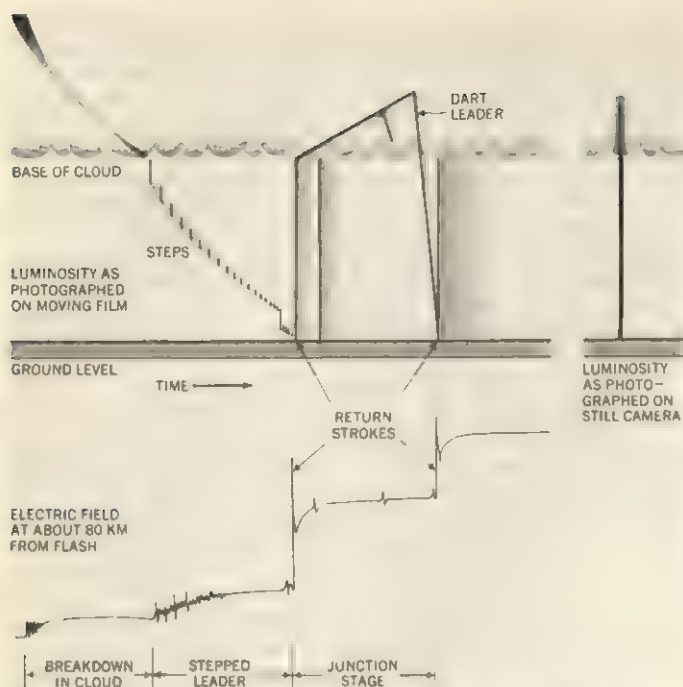 DART
LEADER
BASE OF CLOUD
STEPS
LUMINOSITY AS
PHOTOGRAPHED
ON MOVING FILM
GROUND LEVEL
TIME
LUMINOSITY
AS PHOTO-
GRAPHED ON
STILL CAMERA
RETURN
STROKES
ELECTRIC FIELD
AT ABOUT 80 KM
FROM FLASH
BREAKDOWN
IN CLOUD
STEPPED
LEADER
JUNCTION
STAGE